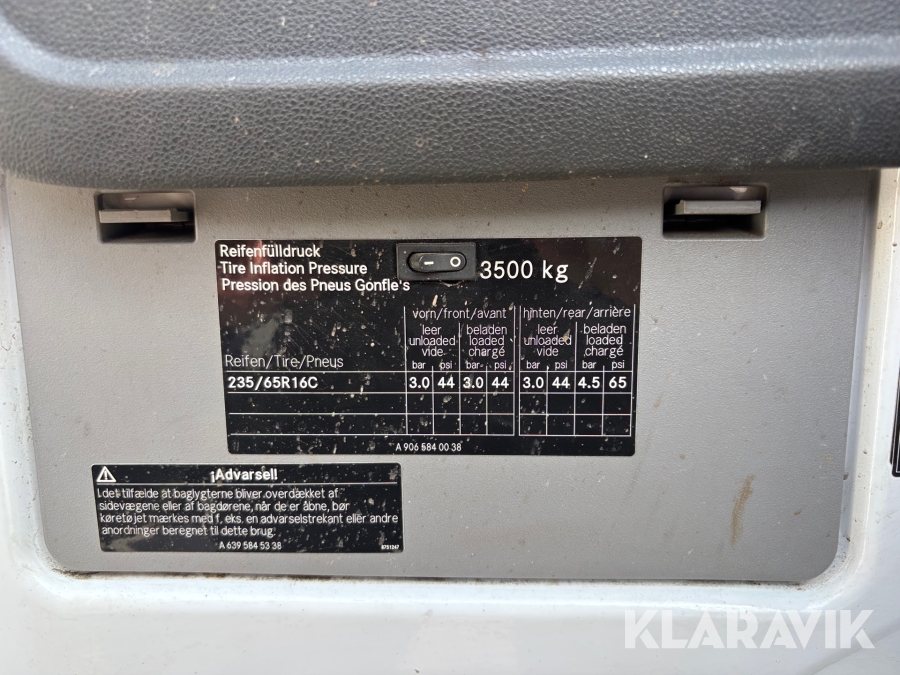 Reifenfülldruck
Tire Inflation Pressure
Pression des Pneus Gonfle's
– O
3500 kg
vorn/front/avant hinten/rear/arrière
leer beladen leer beladen
unloaded loaded unloaded loaded
vide chargé vide chargé
Reifen/Tire/Pneus bar psi bar psi bar psi bar psi
235/65R16C 3.0 44 3.0 44 3.0 44 4.5 65
A 906 584 00 38
¡Advarsel!
I det tilfælde at baglygterne bliver overdækket af
sidevægene eller af bagdørene, når de er åbne, bør
køretøjet mærkes med f. eks. en advarselstrekant eller andre
anordninger beregnet til dette brug.
A 639 584 53 38
8751247
KLARAVIK